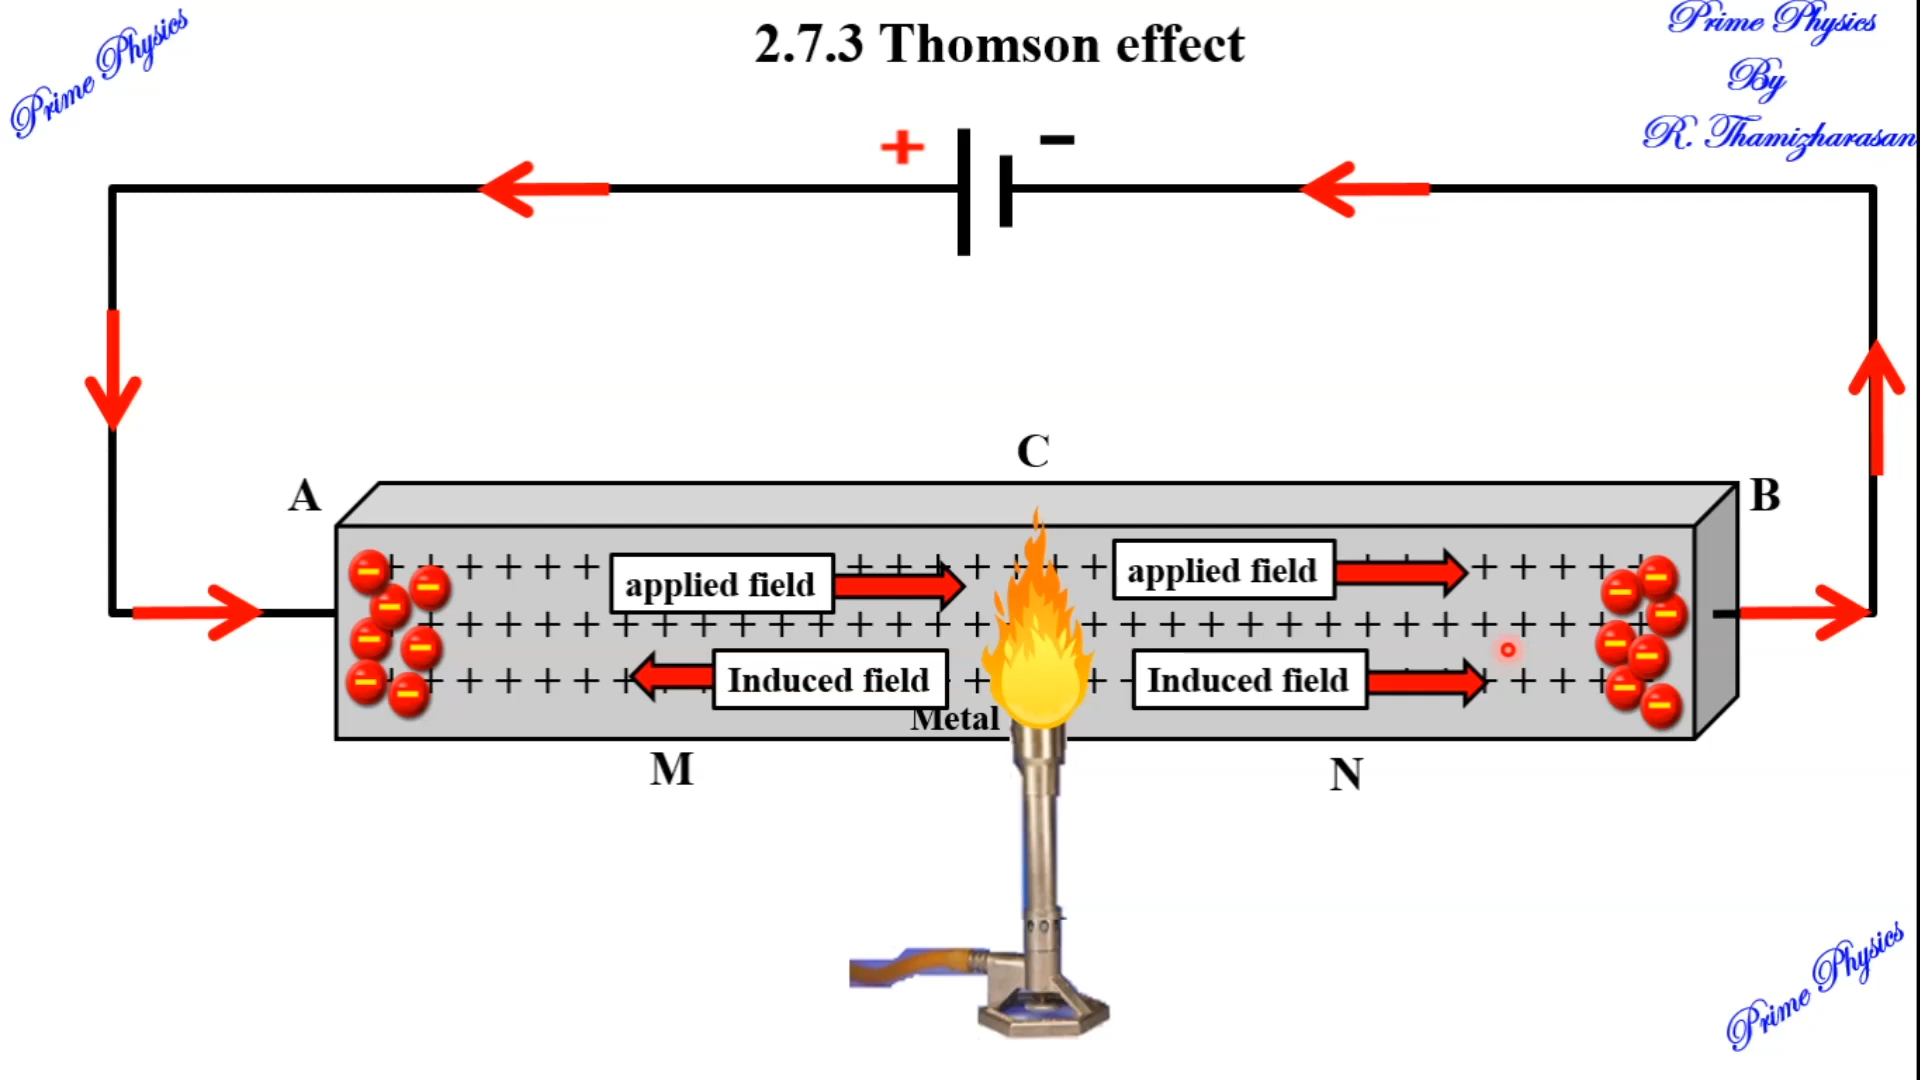 Prime Physics
2.7.3 Thomson effect
Prime Physics
By
R. Thamizharasan
+ −
C
A
B
applied field
applied field
Induced field
Induced field
Metal
M
N
Prime Physics